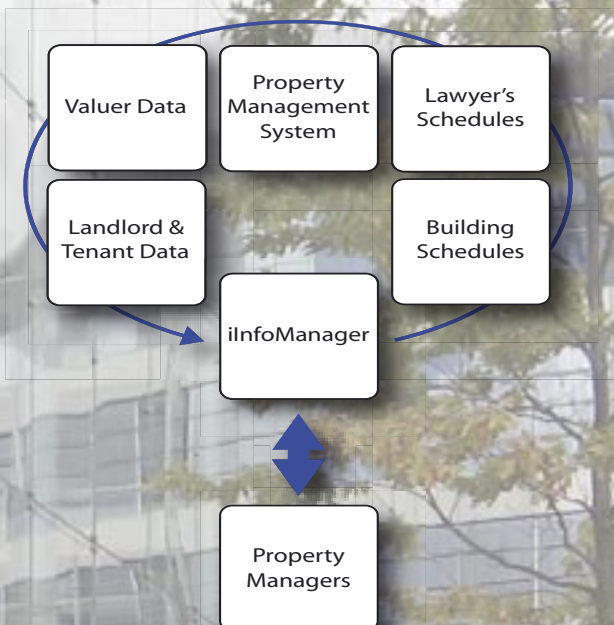 Valuer Data
Property
Management
System
Lawyer’s
Schedules
Landlord &
Tenant Data
Building
Schedules
iInfoManager
Property
Managers